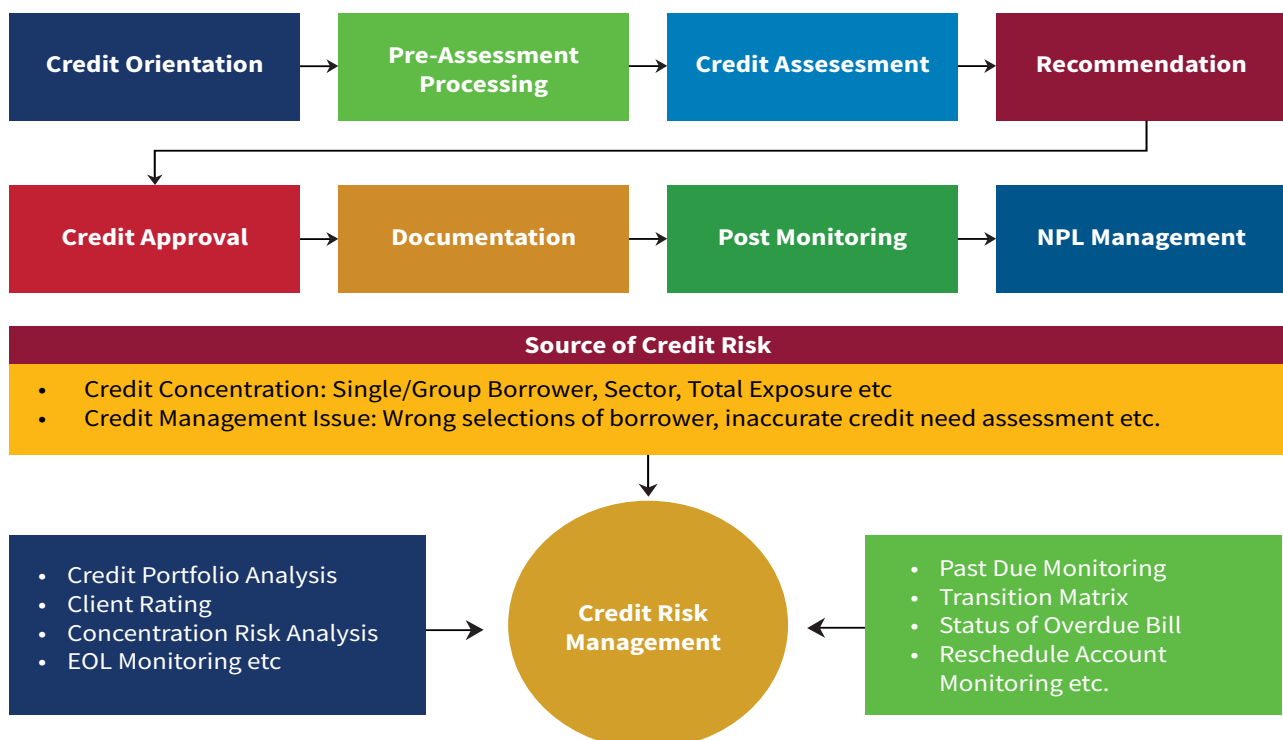 Credit Orientation
Pre-Assessment
Processing
Credit Assesesment
Recommendation
Credit Approval
Documentation
Post Monitoring
NPL Management
Source of Credit Risk
• Credit Concentration: Single/Group Borrower, Sector, Total Exposure etc
• Credit Management Issue: Wrong selections of borrower, inaccurate credit need assessment etc.
• Credit Portfolio Analysis
• Client Rating
• Concentration Risk Analysis
• EOL Monitoring etc
Credit Risk
Management
• Past Due Monitoring
• Transition Matrix
• Status of Overdue Bill
• Reschedule Account
Monitoring etc.